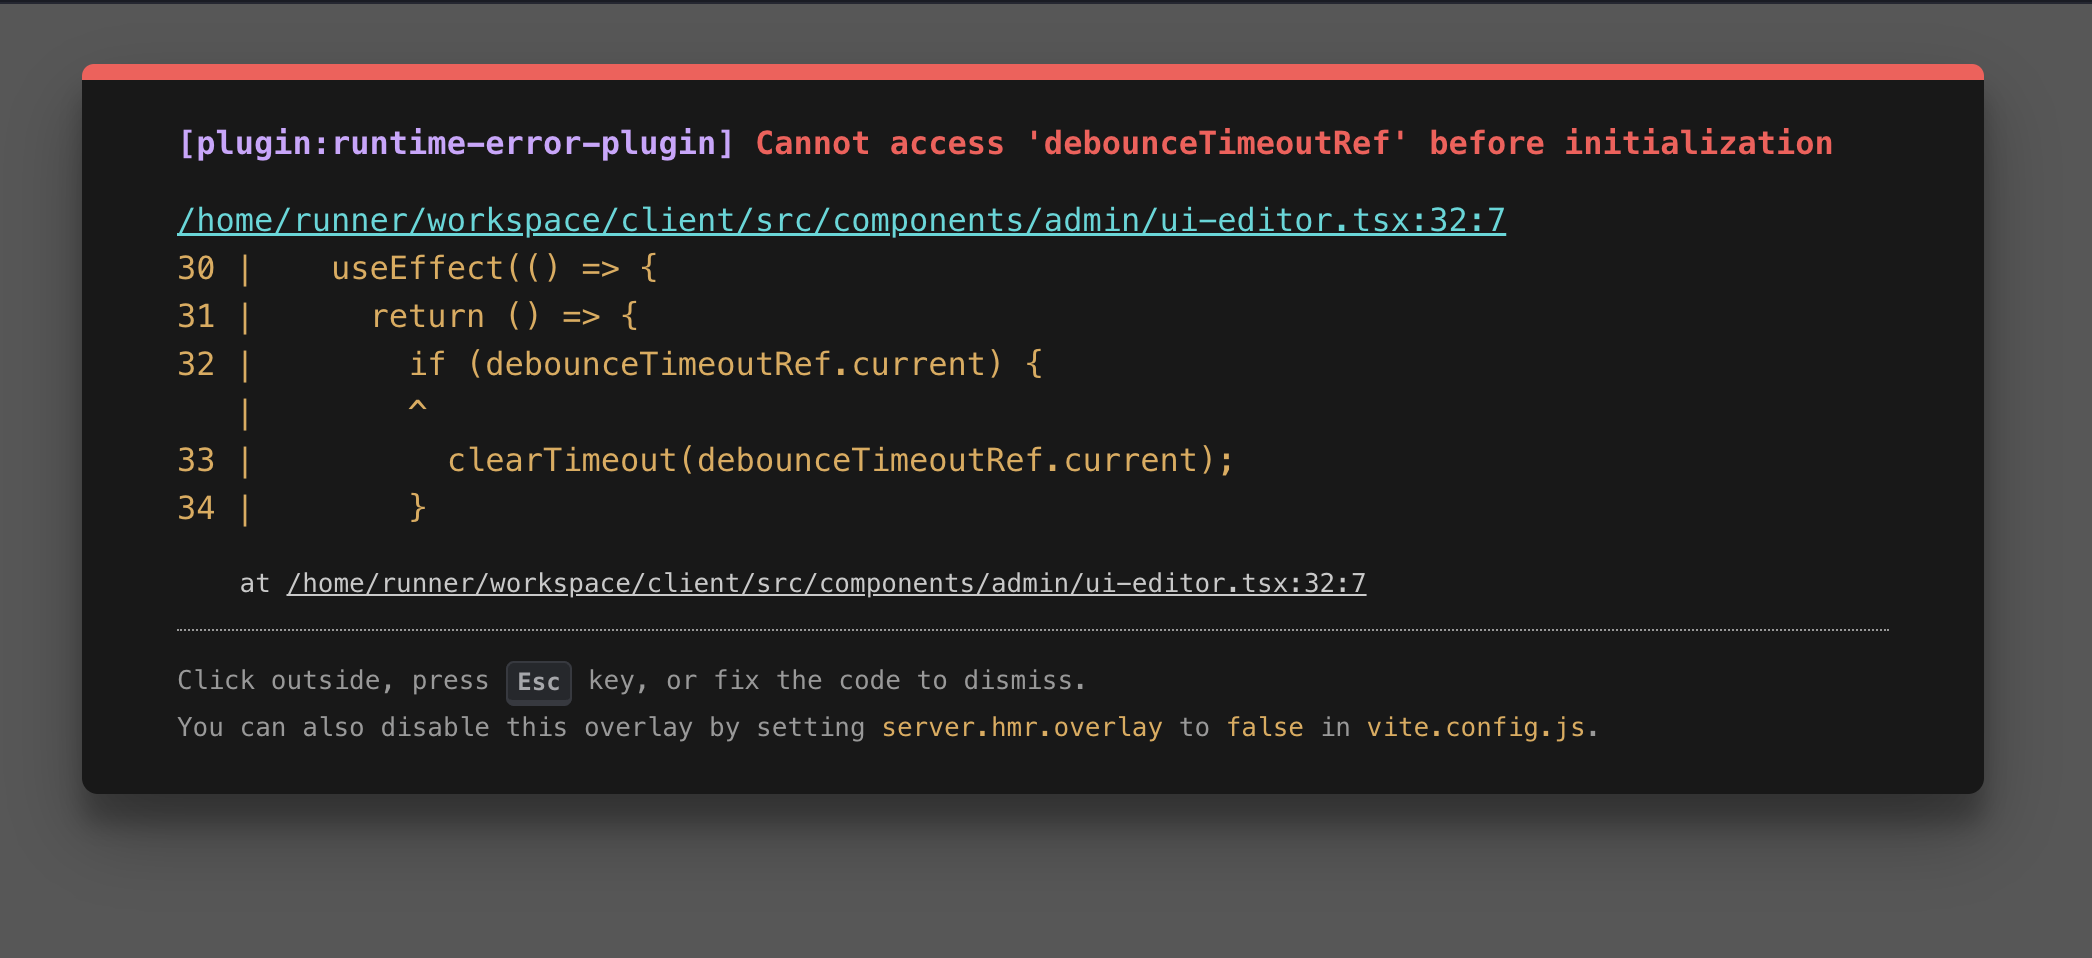 [plugin:runtime-error-plugin] Cannot access 'debounceTimeoutRef' before initialization
/home/runner/workspace/client/src/components/admin/ui-editor.tsx:32:7
30 |    useEffect(() => {
31 |      return () => {
32 |        if (debounceTimeoutRef.current) {
   |        ^
33 |          clearTimeout(debounceTimeoutRef.current);
34 |        }
at /home/runner/workspace/client/src/components/admin/ui-editor.tsx:32:7
Click outside, press Esc key, or fix the code to dismiss.
You can also disable this overlay by setting server.hmr.overlay to false in vite.config.js.